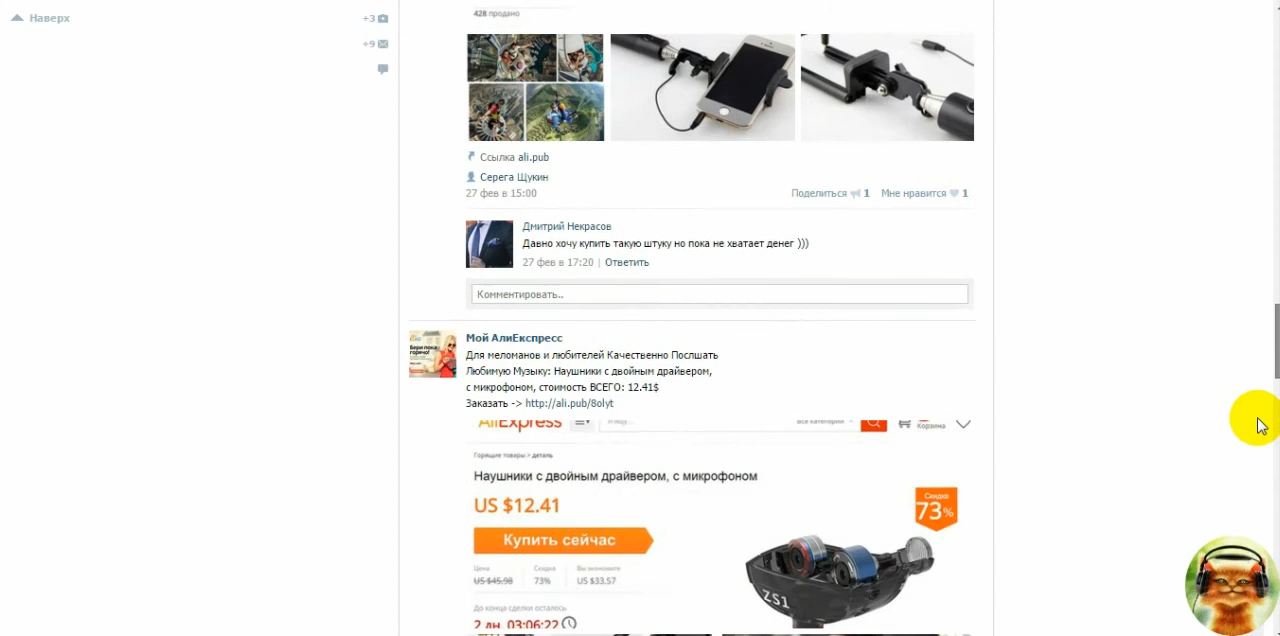 Наверх
+3
+9
428 продано
Ссылка ali.pub
Серега Щукин
27 фев в 15:00
Поделиться 1 Мне нравится 1
Дмитрий Некрасов
Давно хочу купить такую штуку но пока не хватает денег )))
27 фев в 17:20 | Ответить
Комментировать..
Мой АлиЕкспресс
Для меломанов и любителей Качественно Послшать
Любимую Музыку: Наушники с двойным драйвером,
с микрофоном, стоимость ВСЕГО: 12.41$
Заказать -> http://ali.pub/8olyt
AliExpress Я ищу... Все категории Корзина
Горящие товары > деталь
Наушники с двойным драйвером, с микрофоном
US $12.41
Скидка
73%
Купить сейчас
Цена Скидка Вы экономите
US $45.98 73% US $33.57
До конца сделки осталось
2 дн. 03:06:22
ZS1